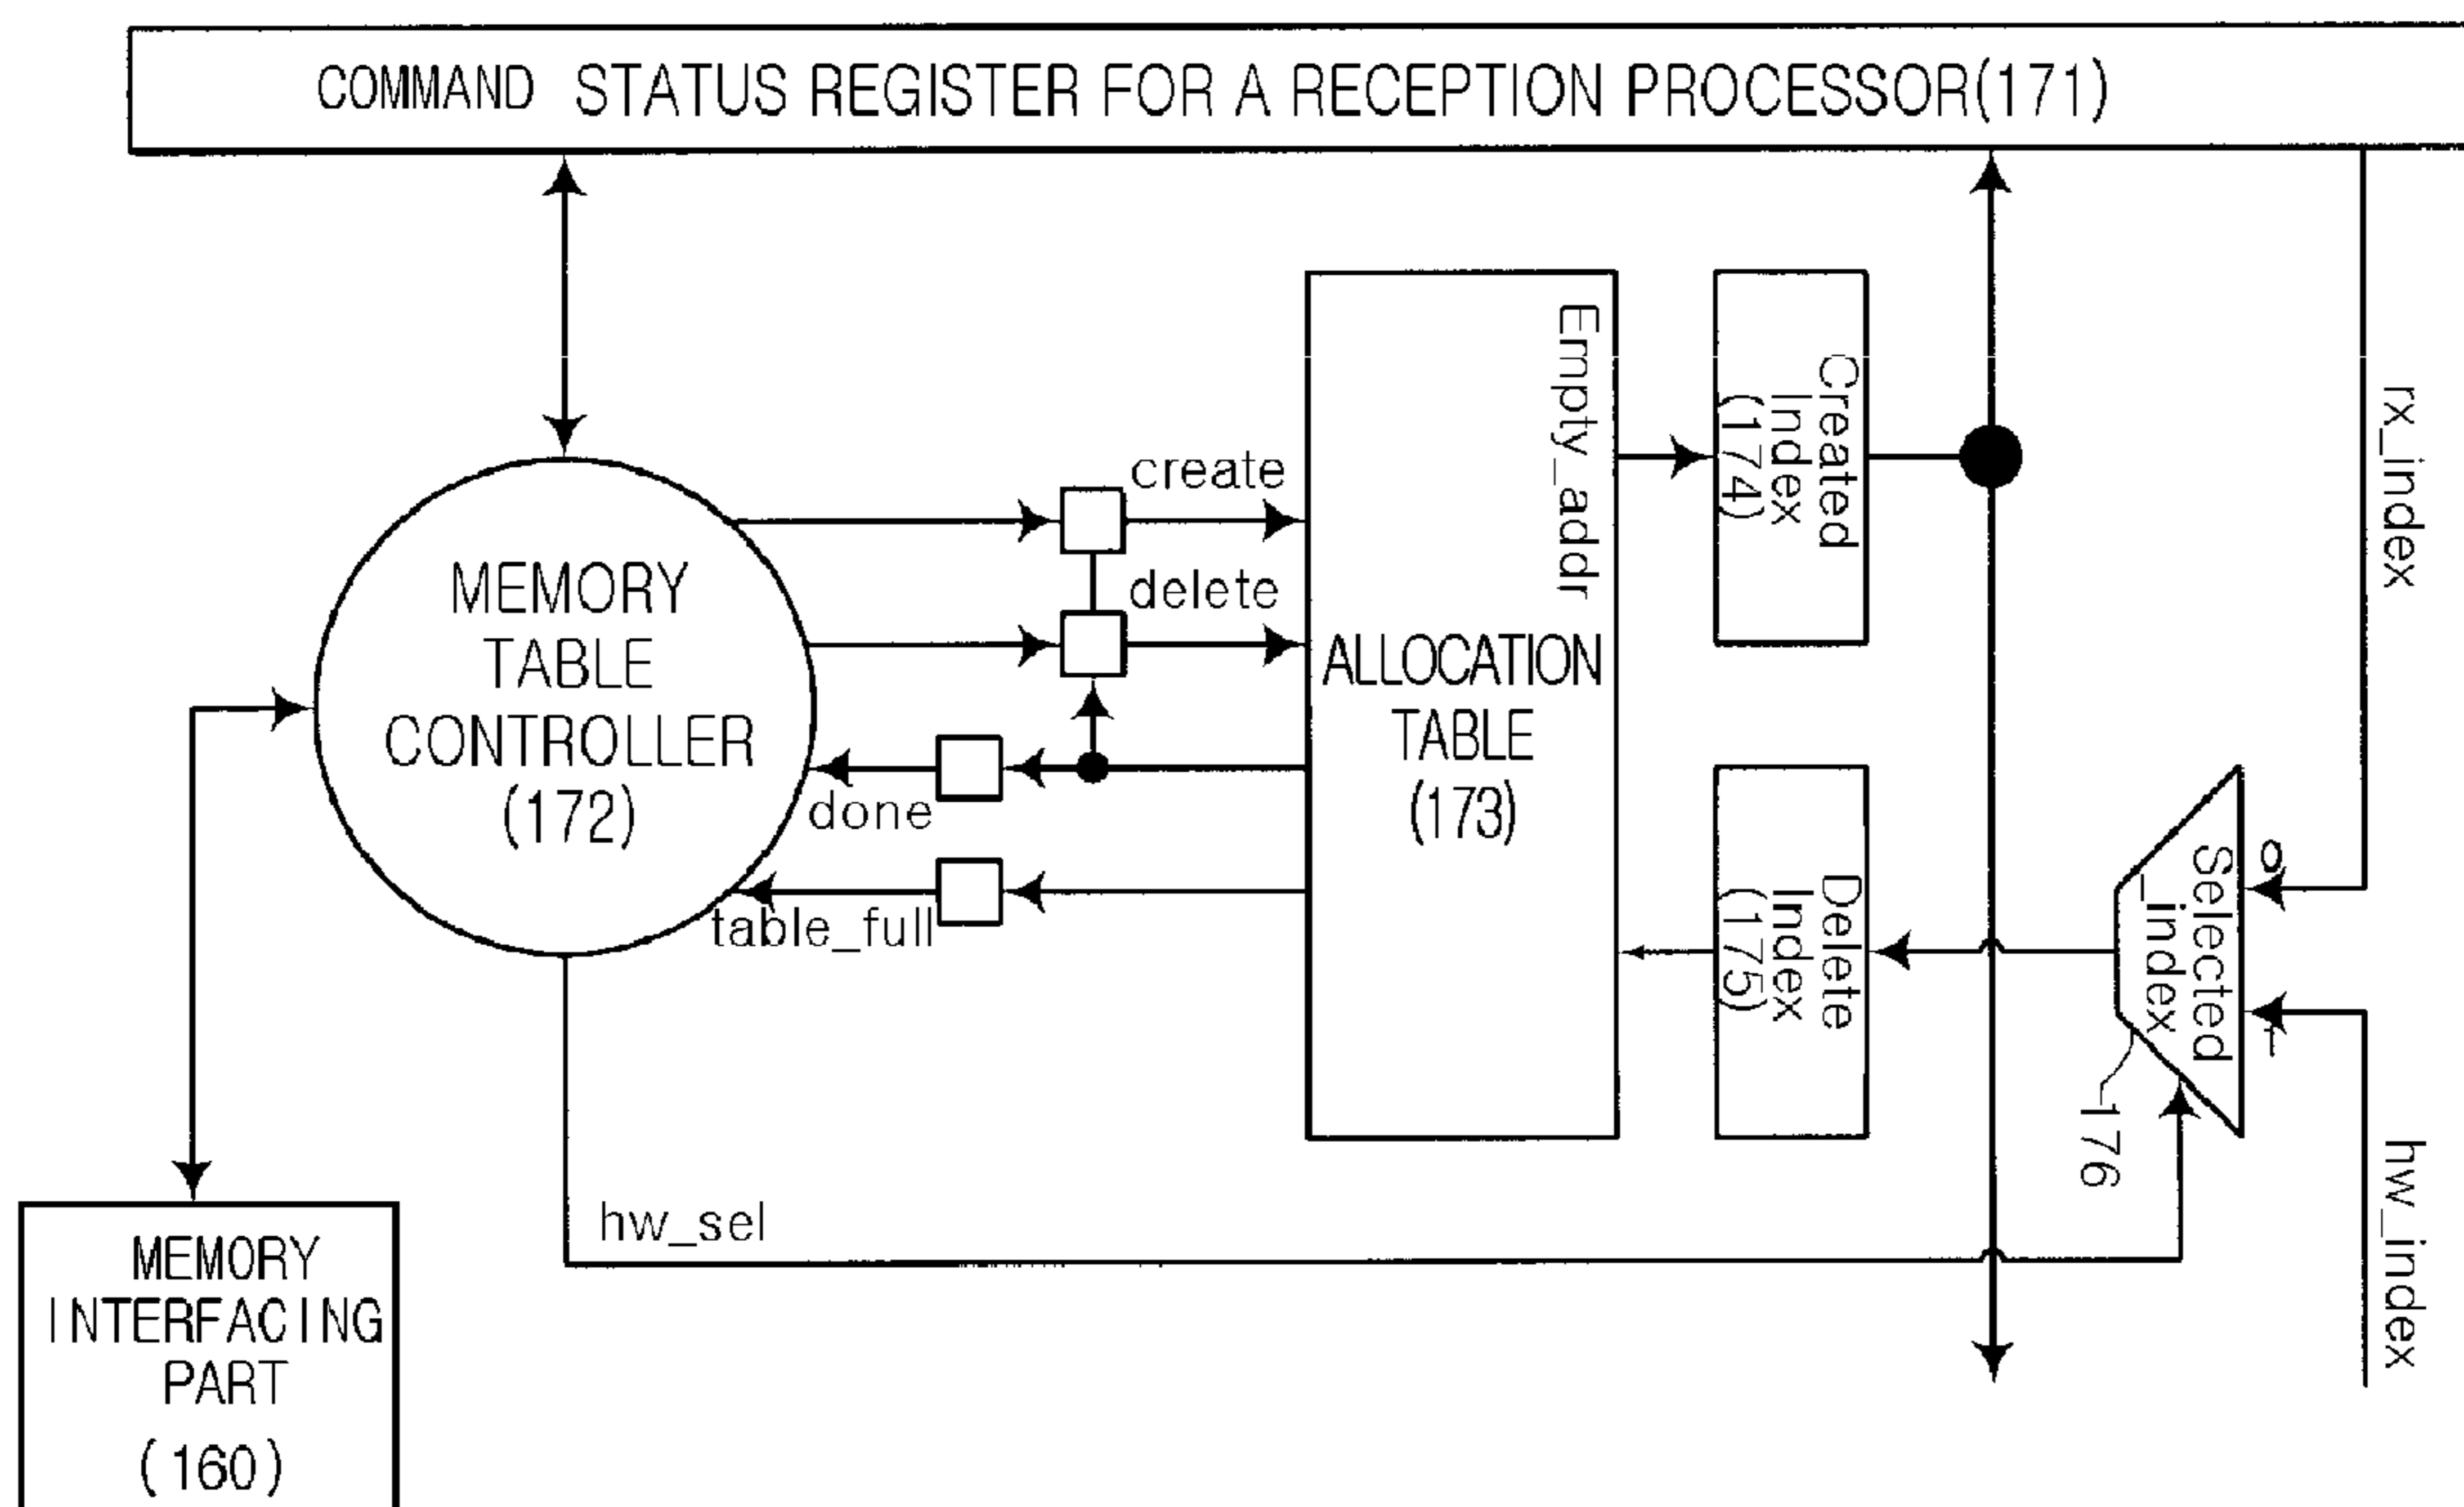 COMMAND STATUS REGISTER FOR A RECEPTION PROCESSOR(171)
rx_index
Empty_addr
Created
Index
(174)
create
delete
MEMORY
TABLE
CONTROLLER
(172)
ALLOCATION
TABLE
(173)
done
table_full
Delete
Index
(175)
Selected
_index
0
1
176
hw_sel
hw_index
MEMORY
INTERFACING
PART
(160)